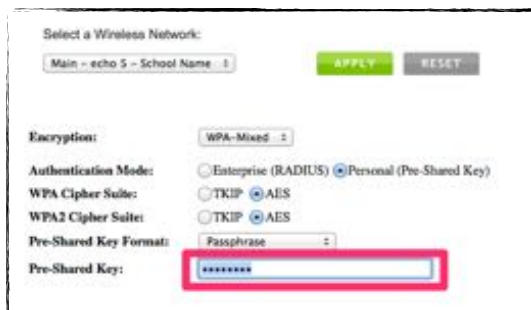 Select a Wireless Network:
Main – echo 5 – School Name
APPLY
RESET
Encryption:
WPA-Mixed
Authentication Mode:
Enterprise (RADIUS)
Personal (Pre-Shared Key)
WPA Cipher Suite:
TKIP
AES
WPA2 Cipher Suite:
TKIP
AES
Pre-Shared Key Format:
Passphrase
Pre-Shared Key:
••••••••